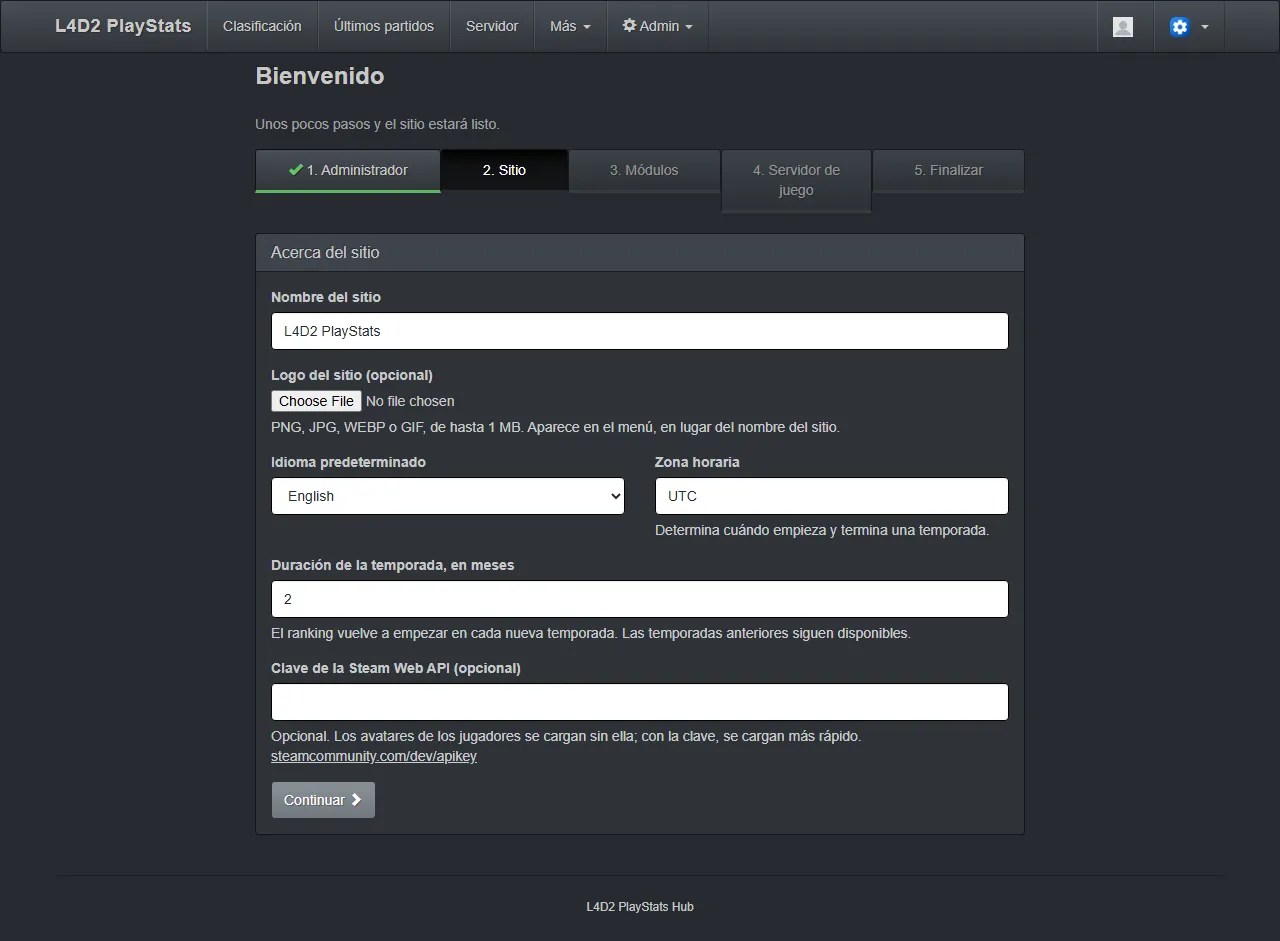 L4D2 PlayStats
Clasificación
Últimos partidos
Servidor
Más
Admin
Bienvenido
Unos pocos pasos y el sitio estará listo.
1. Administrador
2. Sitio
3. Módulos
4. Servidor de
juego
5. Finalizar
Acerca del sitio
Nombre del sitio
L4D2 PlayStats
Logo del sitio (opcional)
Choose File No file chosen
PNG, JPG, WEBP o GIF, de hasta 1 MB. Aparece en el menú, en lugar del nombre del sitio.
Idioma predeterminado
English
Zona horaria
UTC
Determina cuándo empieza y termina una temporada.
Duración de la temporada, en meses
2
El ranking vuelve a empezar en cada nueva temporada. Las temporadas anteriores siguen disponibles.
Clave de la Steam Web API (opcional)
Opcional. Los avatares de los jugadores se cargan sin ella; con la clave, se cargan más rápido.
steamcommunity.com/dev/apikey
Continuar
L4D2 PlayStats Hub